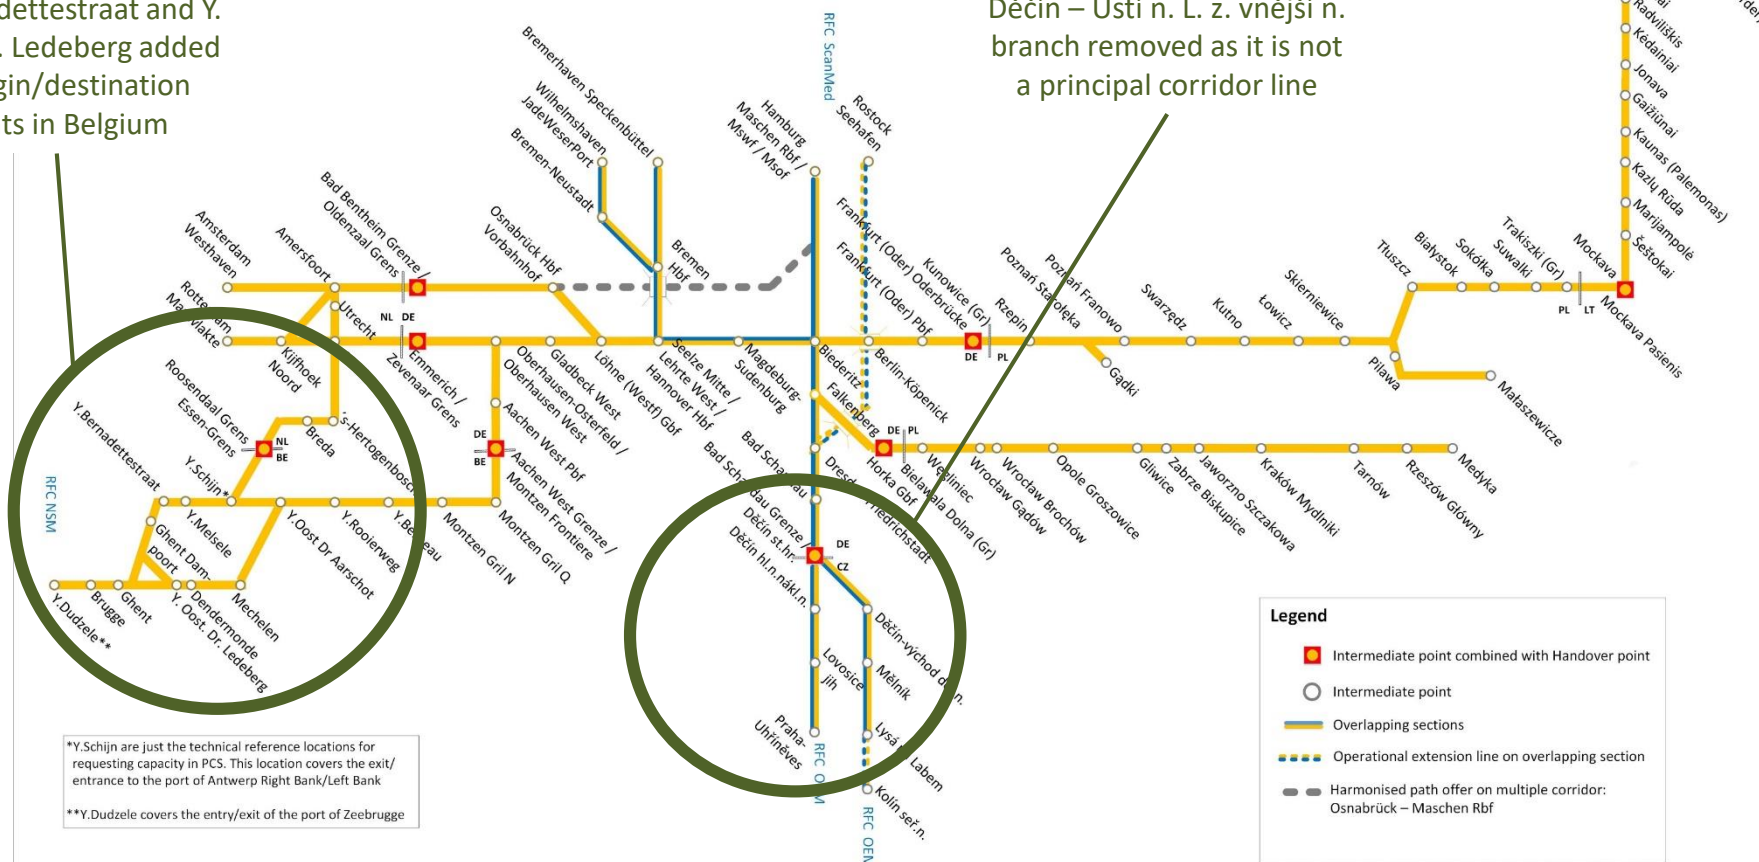 dettestraat and Y.
. Ledeberg added
gin/destination
ts in Belgium
Děčín – Ústí n. L. z. vnější n.
branch removed as it is not
a principal corridor line
RFC ScanMed
Bremerhaven Speckenbüttel
Wilhelmshaven
JadeWeserPort
Bremen-Neustadt
Hamburg
Maschen Rbf /
Mswf / Msof
Rostock
Seehafen
Radviliškis
Kėdainiai
Jonava
Gaižiūnai
Kaunas (Palemonas)
Kazlų Rūda
Marijampolė
Šeštokai
Mockava
Mockava Pasienis
PL LT
Trakiszki (Gr)
Suwałki
Sokółka
Białystok
Tłuszcz
Amsterdam
Westhaven
Amersfoort
Bad Bentheim Grenze /
Oldenzaal Grens
Osnabrück Hbf
Vorbahnhof
Bremen
Hbf
Rotterdam
Maasvlakte
Kijfhoek
Noord
Utrecht
NL DE
Emmerich /
Zevenaar Grens
Oberhausen-Osterfeld /
Oberhausen West
Gladbeck West
Löhne (Westf) Gbf
Seelze Mitte /
Lehrte West /
Hannover Hbf
Magdeburg-
Sudenburg
Biederitz
Berlin-Köpenick
Frankfurt (Oder) Pbf
Frankfurt (Oder) Oderbrücke
Kunowice (Gr)
DE PL
Rzepin
Poznań Starołęka
Poznań Franowo
Gądki
Swarzędz
Kutno
Łowicz
Skierniewice
Pilawa
Małaszewicze
Roosendaal Grens
Essen-Grens
NL
BE
Breda
's-Hertogenbosch
Aachen West Pbf
DE
BE
Aachen West Grenze /
Montzen Frontiere
Falkenberg
DE PL
Horka Gbf
Bielawa Dolna (Gr)
Węgliniec
Wrocław Gądów
Wrocław Brochów
Opole Groszowice
Gliwice
Zabrze Biskupice
Jaworzno Szczakowa
Kraków Mydlniki
Tarnów
Rzeszów Główny
Medyka
RFC NSM
Y.Bernadettestraat
Y.Schijn*
Y.Melsele
Ghent Dam-
poort
Y.Oost Dr Aarschot
Y.Rooierweg
Montzen Gril N
Montzen Gril Q
Y.Dudzele**
Brugge
Ghent
Y. Oost. Dr. Ledeberg
Dendermonde
Mechelen
Dresden-Friedrichstadt
Bad Schandau
Bad Schandau Grenze /
Děčín st.hr.
DE
CZ
Děčín hl.n.nákl.n.
Lovosice
jih
Praha-
Uhříněves
Děčín-východ
Mělník
Lysá Labem
Kolín seř.n.
RFC
RFC OEM
*Y.Schijn are just the technical reference locations for
requesting capacity in PCS. This location covers the exit/
entrance to the port of Antwerp Right Bank/Left Bank
**Y.Dudzele covers the entry/exit of the port of Zeebrugge
Legend
Intermediate point combined with Handover point
Intermediate point
Overlapping sections
Operational extension line on overlapping section
Harmonised path offer on multiple corridor:
Osnabrück – Maschen Rbf